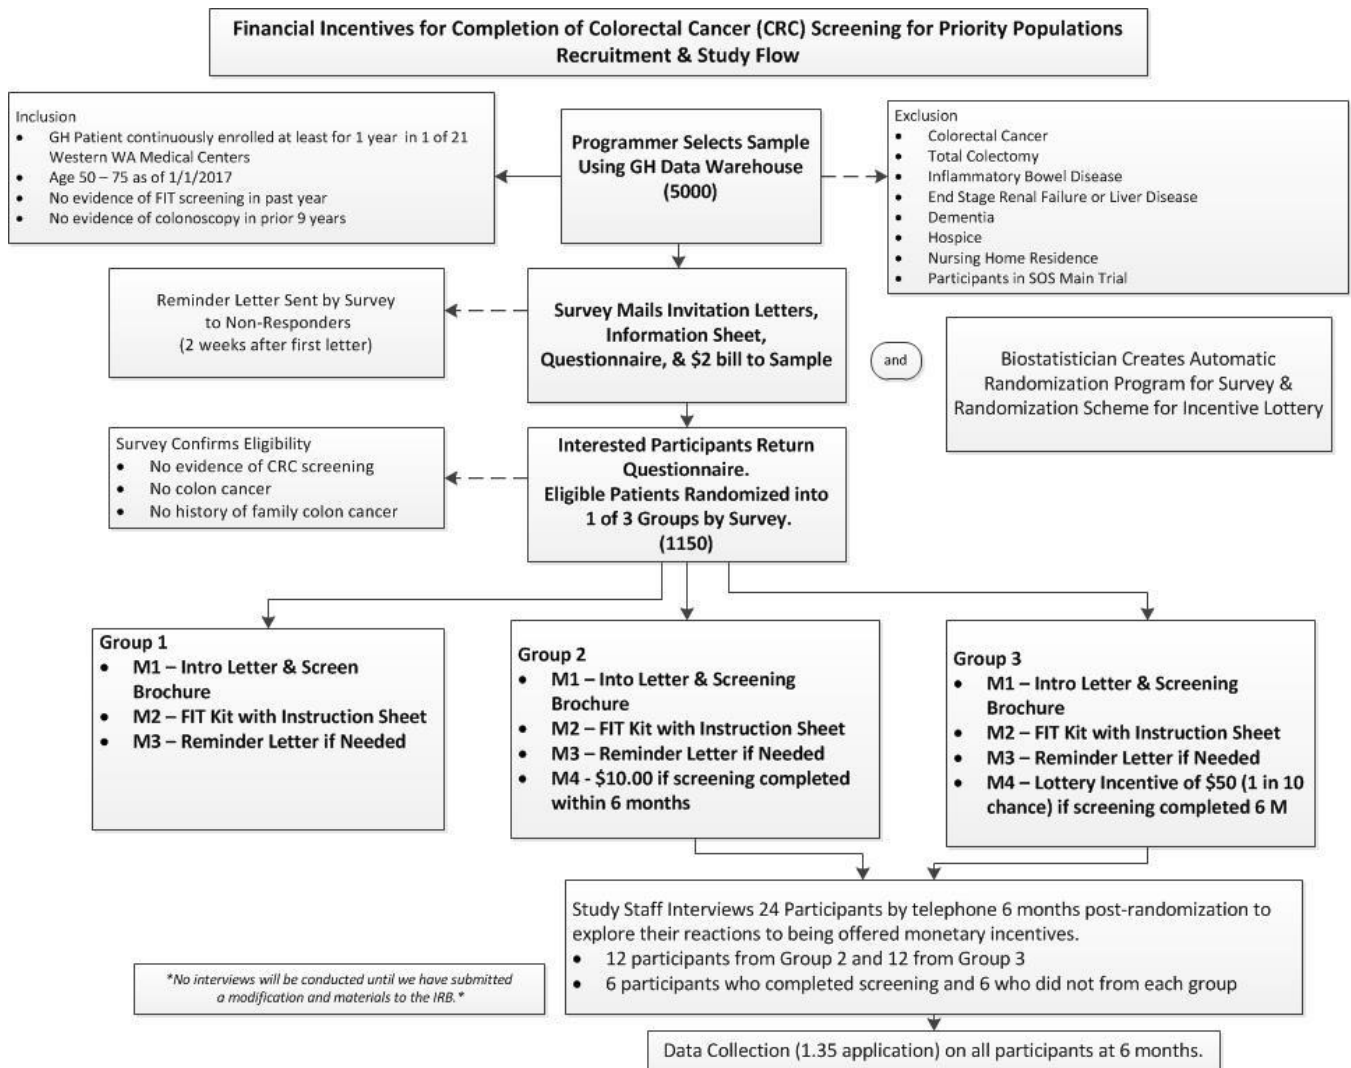 Financial Incentives for Completion of Colorectal Cancer (CRC) Screening for Priority Populations
Recruitment & Study Flow
Inclusion
• GH Patient continuously enrolled at least for 1 year in 1 of 21
Western WA Medical Centers
• Age 50 – 75 as of 1/1/2017
• No evidence of FIT screening in past year
• No evidence of colonoscopy in prior 9 years
Programmer Selects Sample
Using GH Data Warehouse
(5000)
Exclusion
• Colorectal Cancer
• Total Colectomy
• Inflammatory Bowel Disease
• End Stage Renal Failure or Liver Disease
• Dementia
• Hospice
• Nursing Home Residence
• Participants in SOS Main Trial
Reminder Letter Sent by Survey
to Non-Responders
(2 weeks after first letter)
Survey Mails Invitation Letters,
Information Sheet,
Questionnaire, & $2 bill to Sample
and
Biostatistician Creates Automatic
Randomization Program for Survey &
Randomization Scheme for Incentive Lottery
Survey Confirms Eligibility
• No evidence of CRC screening
• No colon cancer
• No history of family colon cancer
Interested Participants Return
Questionnaire.
Eligible Patients Randomized into
1 of 3 Groups by Survey.
(1150)
Group 1
• M1 – Intro Letter & Screen
Brochure
• M2 – FIT Kit with Instruction Sheet
• M3 – Reminder Letter if Needed
Group 2
• M1 – Into Letter & Screening
Brochure
• M2 – FIT Kit with Instruction Sheet
• M3 – Reminder Letter if Needed
• M4 - $10.00 if screening completed
within 6 months
Group 3
• M1 – Intro Letter & Screening
Brochure
• M2 – FIT Kit with Instruction Sheet
• M3 – Reminder Letter if Needed
• M4 – Lottery Incentive of $50 (1 in 10
chance) if screening completed 6 M
Study Staff Interviews 24 Participants by telephone 6 months post-randomization to
explore their reactions to being offered monetary incentives.
• 12 participants from Group 2 and 12 from Group 3
• 6 participants who completed screening and 6 who did not from each group
*No interviews will be conducted until we have submitted
a modification and materials to the IRB.*
Data Collection (1.35 application) on all participants at 6 months.